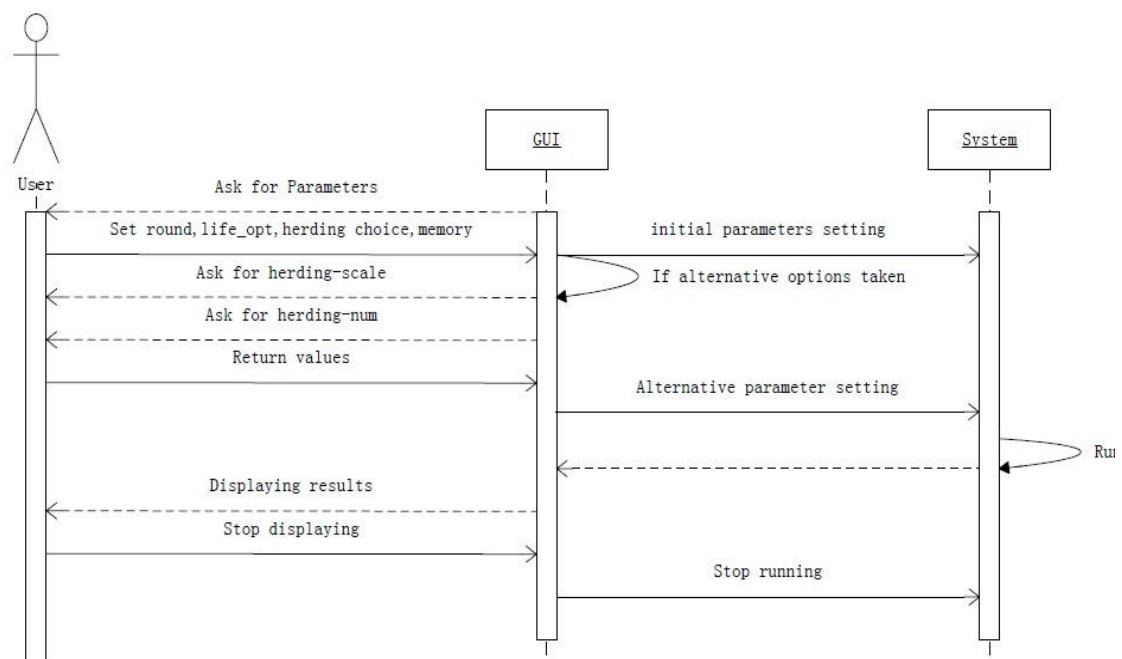 GUI
System
User
Ask for Parameters
Set round,life_opt,herding choice,memory
initial parameters setting
Ask for herding-scale
If alternative options taken
Ask for herding-num
Return values
Alternative parameter setting
Displaying results
Stop displaying
Stop running